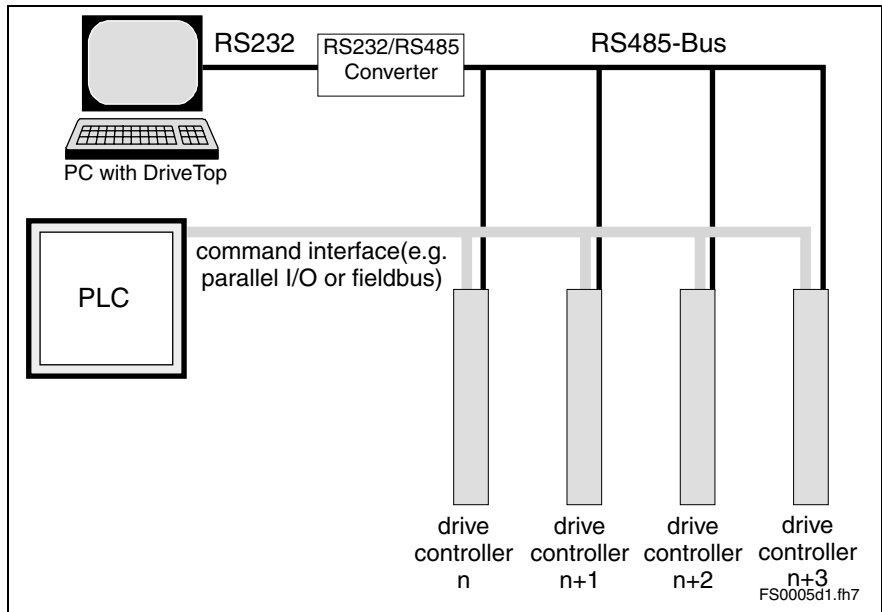 RS232
RS232/RS485
Converter
RS485-Bus
PC with DriveTop
command interface(e.g.
parallel I/O or fieldbus)
PLC
drive
controller
n
drive
controller
n+1
drive
controller
n+2
drive
controller
n+3
FS0005d1.fh7